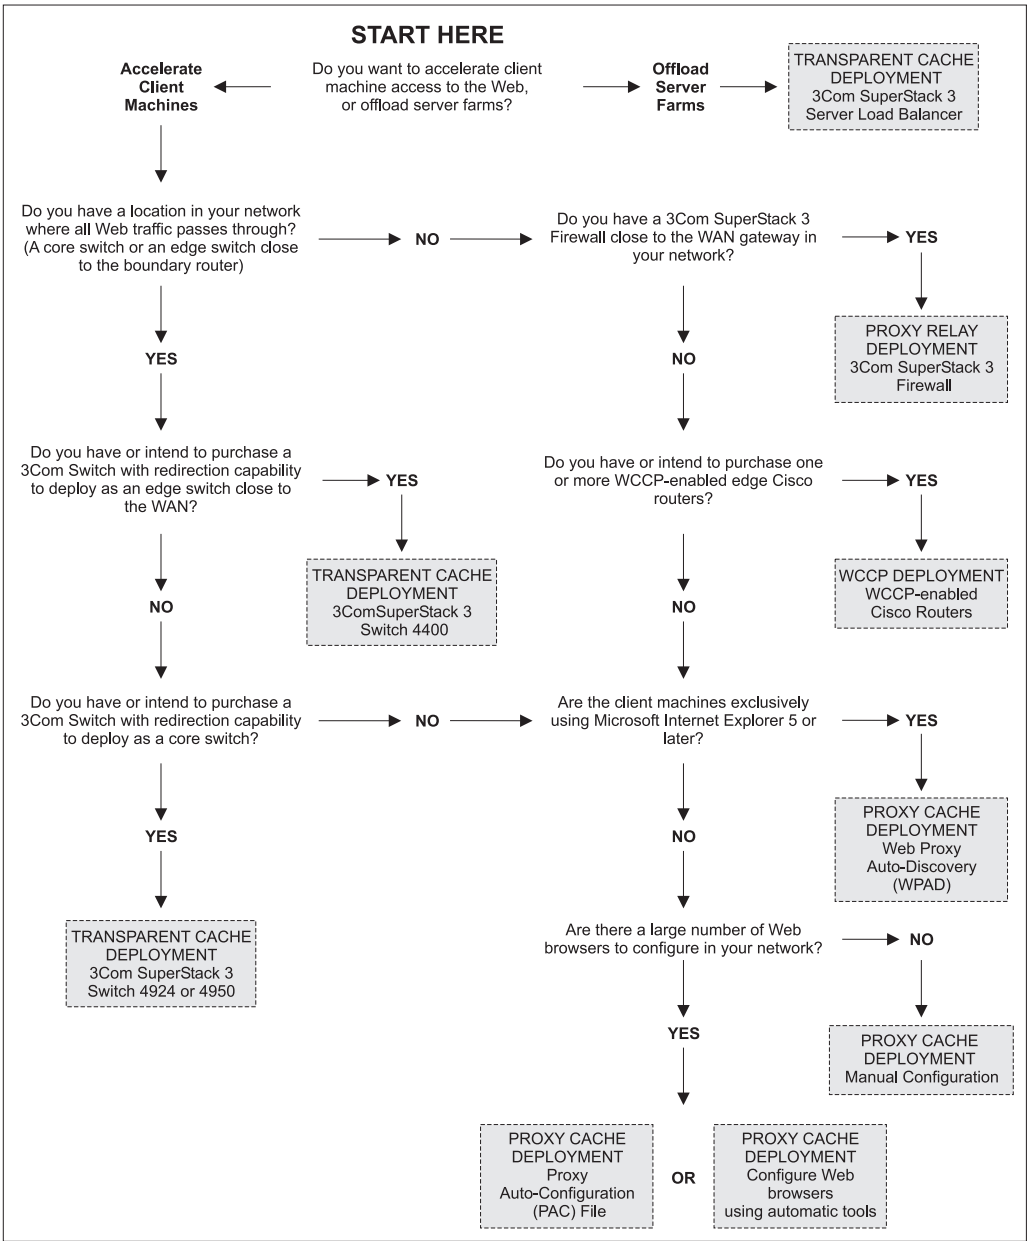 START HERE
Do you want to accelerate client
machine access to the Web,
or offload server farms?
Accelerate
Client
Machines
Offload
Server
Farms
TRANSPARENT CACHE
DEPLOYMENT
3Com SuperStack 3
Server Load Balancer
Do you have a location in your network
where all Web traffic passes through?
(A core switch or an edge switch close
to the boundary router)
NO
Do you have a 3Com SuperStack 3
Firewall close to the WAN gateway in
your network?
YES
PROXY RELAY
DEPLOYMENT
3Com SuperStack 3
Firewall
YES
NO
Do you have or intend to purchase a
3Com Switch with redirection capability
to deploy as an edge switch close to
the WAN?
YES
TRANSPARENT CACHE
DEPLOYMENT
3ComSuperStack 3
Switch 4400
Do you have or intend to purchase one
or more WCCP-enabled edge Cisco
routers?
YES
WCCP DEPLOYMENT
WCCP-enabled
Cisco Routers
NO
NO
Do you have or intend to purchase a
3Com Switch with redirection capability
to deploy as a core switch?
NO
Are the client machines exclusively
using Microsoft Internet Explorer 5 or
later?
YES
PROXY CACHE
DEPLOYMENT
Web Proxy
Auto-Discovery
(WPAD)
YES
NO
TRANSPARENT CACHE
DEPLOYMENT
3Com SuperStack 3
Switch 4924 or 4950
Are there a large number of Web
browsers to configure in your network?
NO
PROXY CACHE
DEPLOYMENT
Manual Configuration
YES
PROXY CACHE
DEPLOYMENT
Proxy
Auto-Configuration
(PAC) File
OR
PROXY CACHE
DEPLOYMENT
Configure Web
browsers
using automatic tools